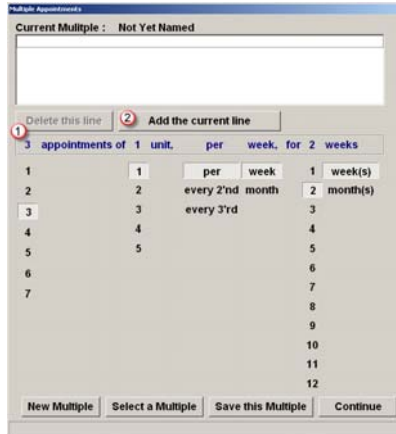 Multiple Appointments
Current Mulitple : Not Yet Named
Delete this line 2 Add the current line
1
3 appointments of 1 unit, per week, for 2 weeks
1 1 per week 1 week(s)
2 2 every 2'nd month 2 month(s)
3 3 every 3'rd 3
4 4 4
5 5 5
6 6
7 7
8
9
10
11
12
New Multiple Select a Multiple Save this Multiple Continue